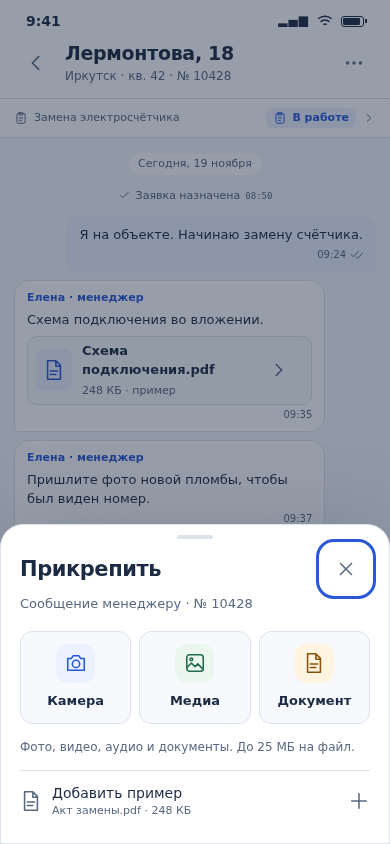 9:41
Лермонтова, 18
Иркутск · кв. 42 · № 10428
Замена электросчётчика
В работе
Сегодня, 19 ноября
Заявка назначена 08:50
Я на объекте. Начинаю замену счётчика.
09:24
Елена · менеджер
Схема подключения во вложении.
Схема
подключения.pdf
248 КБ · пример
09:35
Елена · менеджер
Пришлите фото новой пломбы, чтобы
был виден номер.
09:37
Прикрепить
Сообщение менеджеру · № 10428
Камера
Медиа
Документ
Фото, видео, аудио и документы. До 25 МБ на файл.
Добавить пример
Акт замены.pdf · 248 КБ